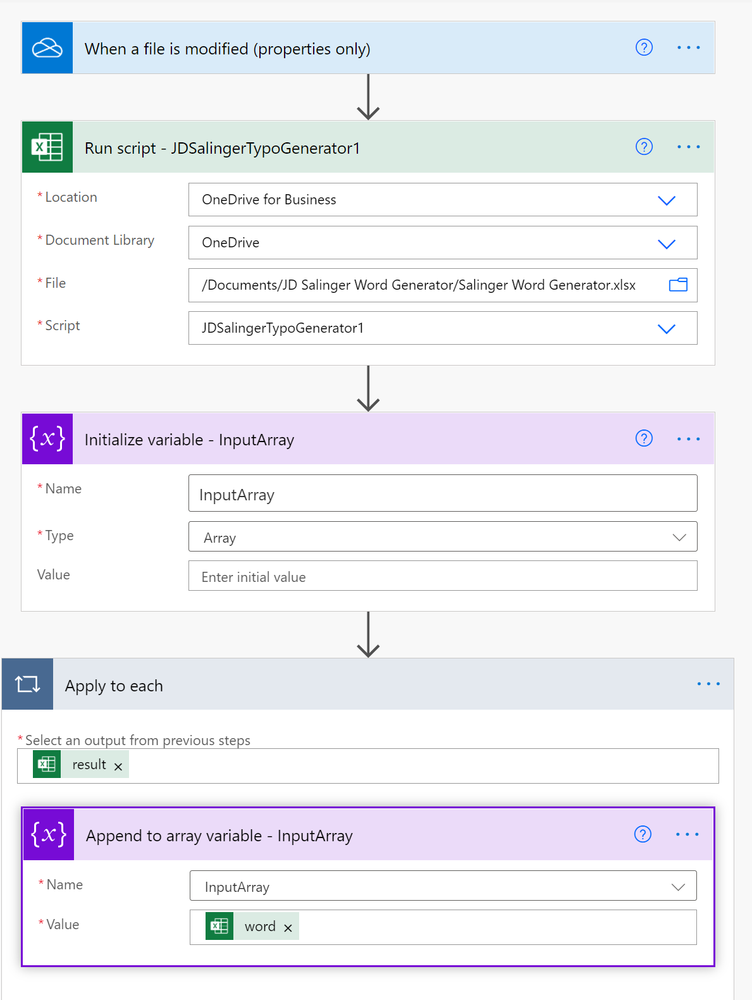 When a file is modified (properties only)
Run script - JDSalingerTypoGenerator1
* Location
OneDrive for Business
* Document Library
OneDrive
* File
/Documents/JD Salinger Word Generator/Salinger Word Generator.xlsx
* Script
JDSalingerTypoGenerator1
{x} Initialize variable - InputArray
* Name
InputArray
* Type
Array
Value
Enter initial value
Apply to each
* Select an output from previous steps
result ×
{x} Append to array variable - InputArray
* Name
InputArray
* Value
word ×